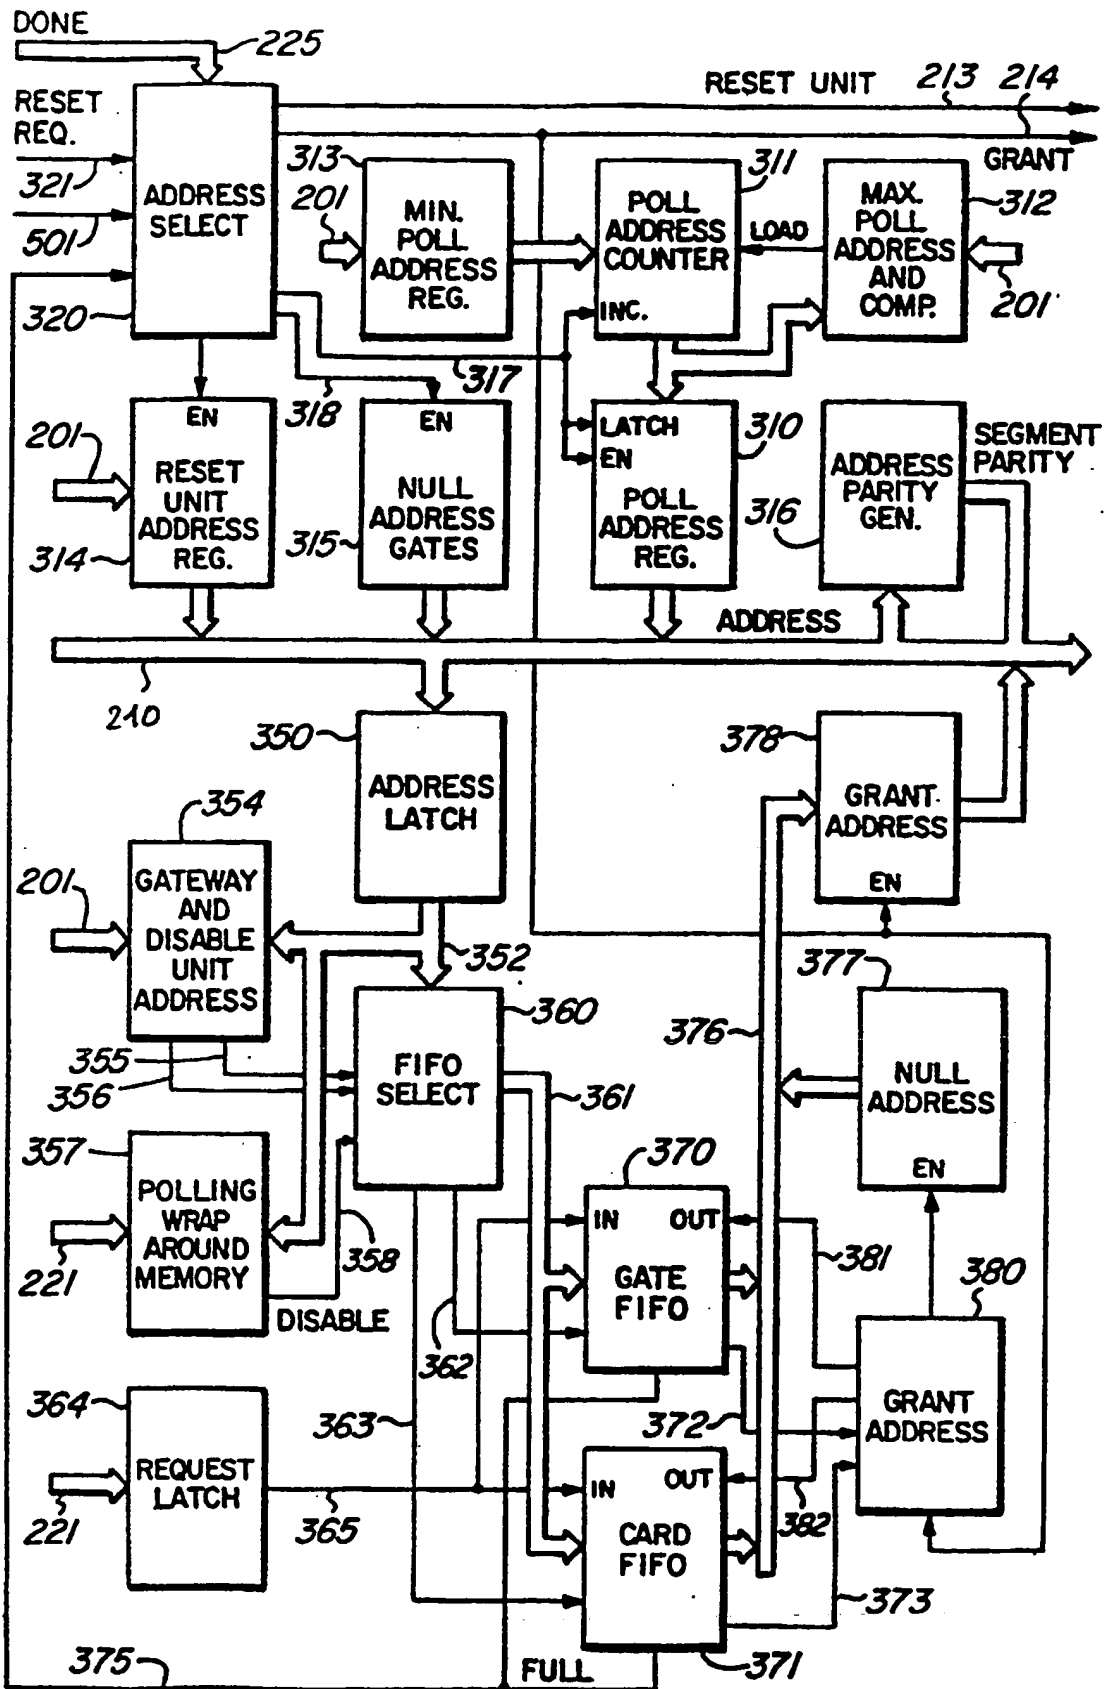 DONE
225
RESET UNIT
213
214
RESET
REQ.
GRANT
321
501
ADDRESS
SELECT
320
313
201
MIN.
POLL
ADDRESS
REG.
311
POLL
ADDRESS
COUNTER
INC.
LOAD
MAX.
POLL
ADDRESS
AND
COMP.
312
201
317
318
EN
RESET
UNIT
ADDRESS
REG.
201
314
EN
NULL
ADDRESS
GATES
315
LATCH
EN
POLL
ADDRESS
REG.
310
ADDRESS
PARITY
GEN.
316
SEGMENT
PARITY
ADDRESS
210
350
ADDRESS
LATCH
378
GRANT
ADDRESS
EN
354
201
GATEWAY
AND
DISABLE
UNIT
ADDRESS
352
355
356
360
FIFO
SELECT
361
376
377
NULL
ADDRESS
EN
357
POLLING
WRAP
AROUND
MEMORY
221
358
DISABLE
362
370
IN
OUT
GATE
FIFO
381
380
GRANT
ADDRESS
364
REQUEST
LATCH
221
363
365
372
IN
OUT
CARD
FIFO
382
373
375
FULL
371